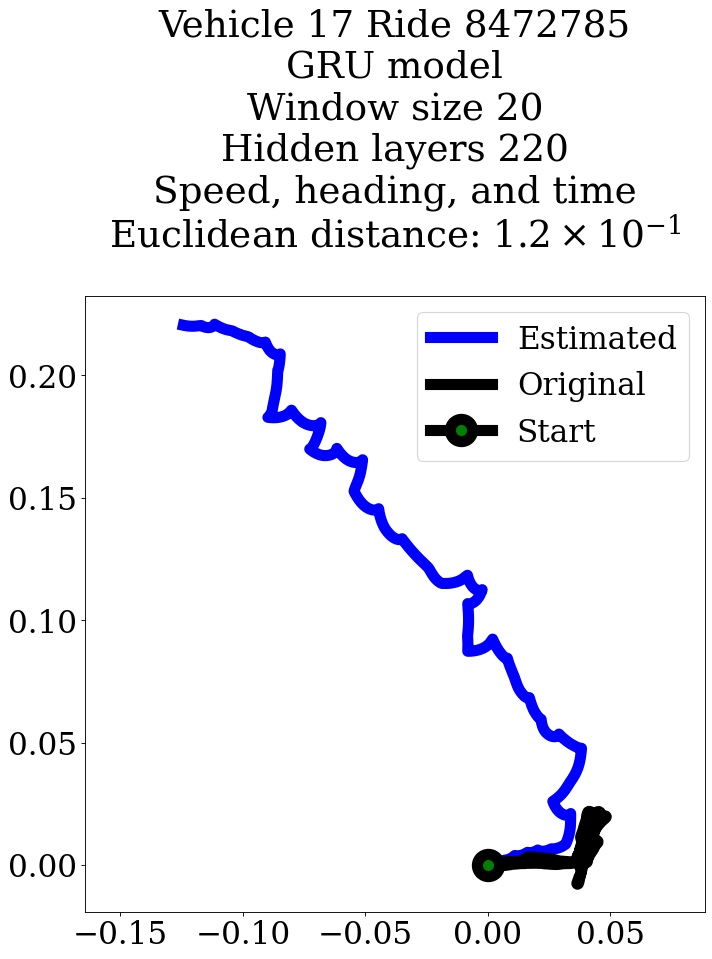 Vehicle 17 Ride 8472785
GRU model
Window size 20
Hidden layers 220
Speed, heading, and time
Euclidean distance: 1.2 × 10⁻¹
Estimated
Original
Start
0.20
0.15
0.10
0.05
0.00
−0.15 −0.10 −0.05 0.00 0.05